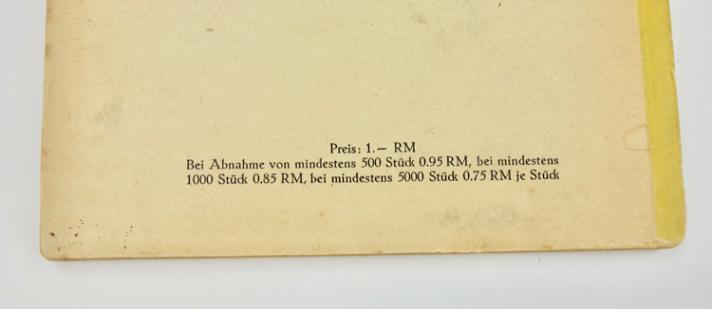 Preis: 1.— RM
Bei Abnahme von mindestens 500 Stück 0.95 RM, bei mindestens
1000 Stück 0.85 RM, bei mindestens 5000 Stück 0.75 RM je Stück